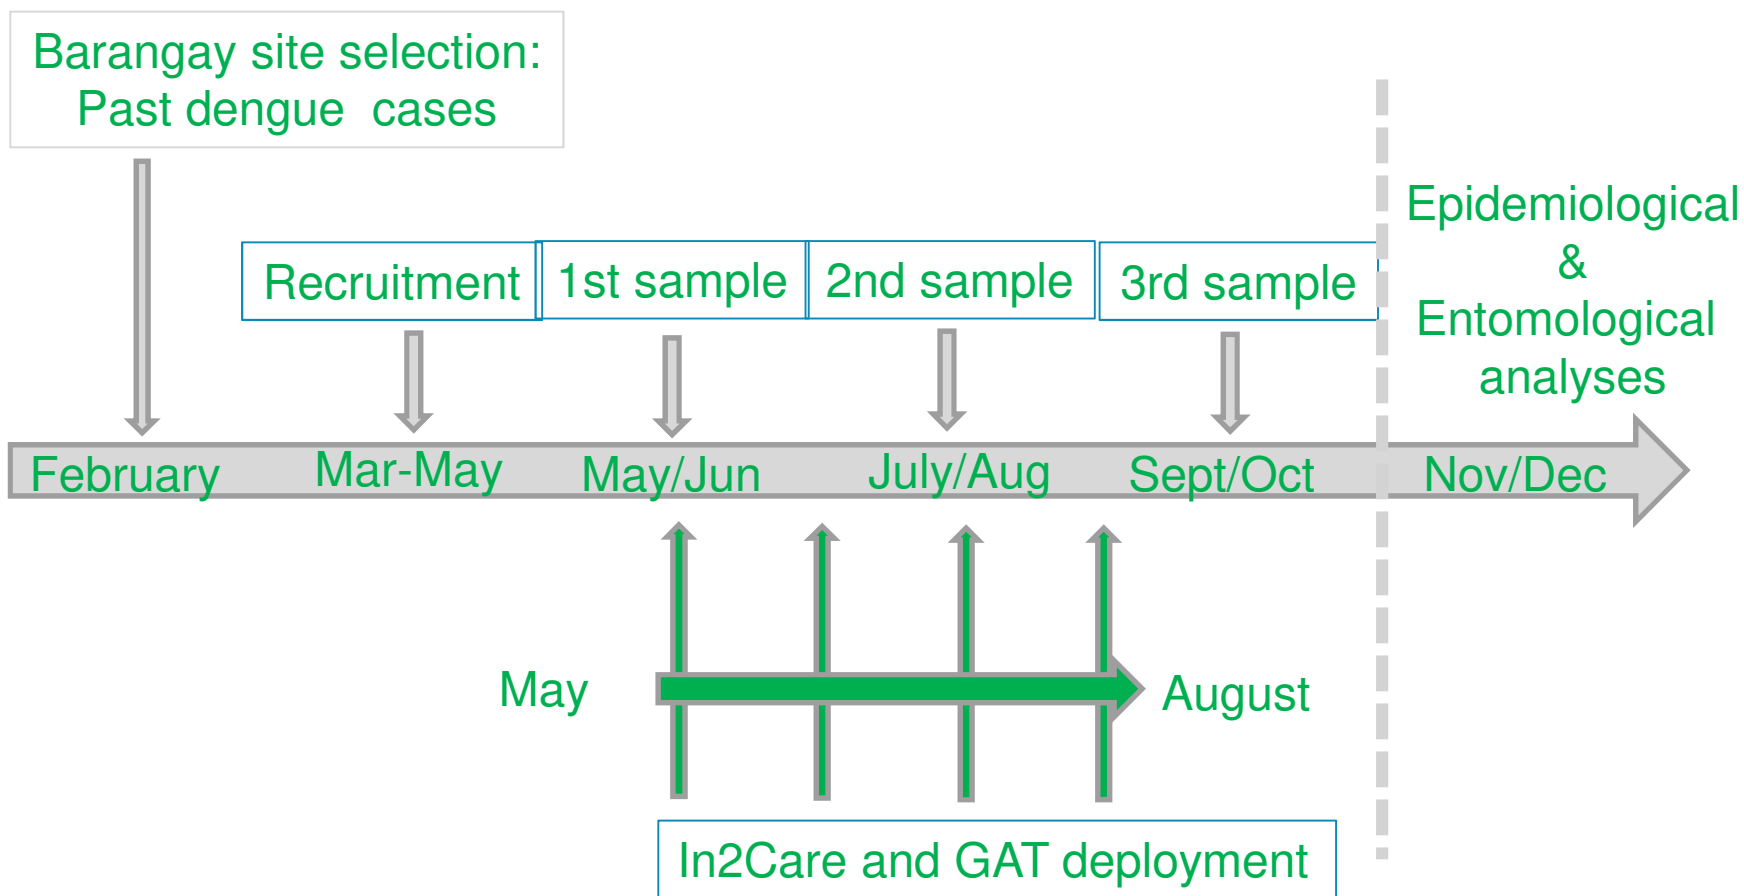 Barangay site selection:
Past dengue cases
Recruitment
1st sample
2nd sample
3rd sample
Epidemiological
&
Entomological
analyses
February
Mar-May
May/Jun
July/Aug
Sept/Oct
Nov/Dec
May
August
In2Care and GAT deployment